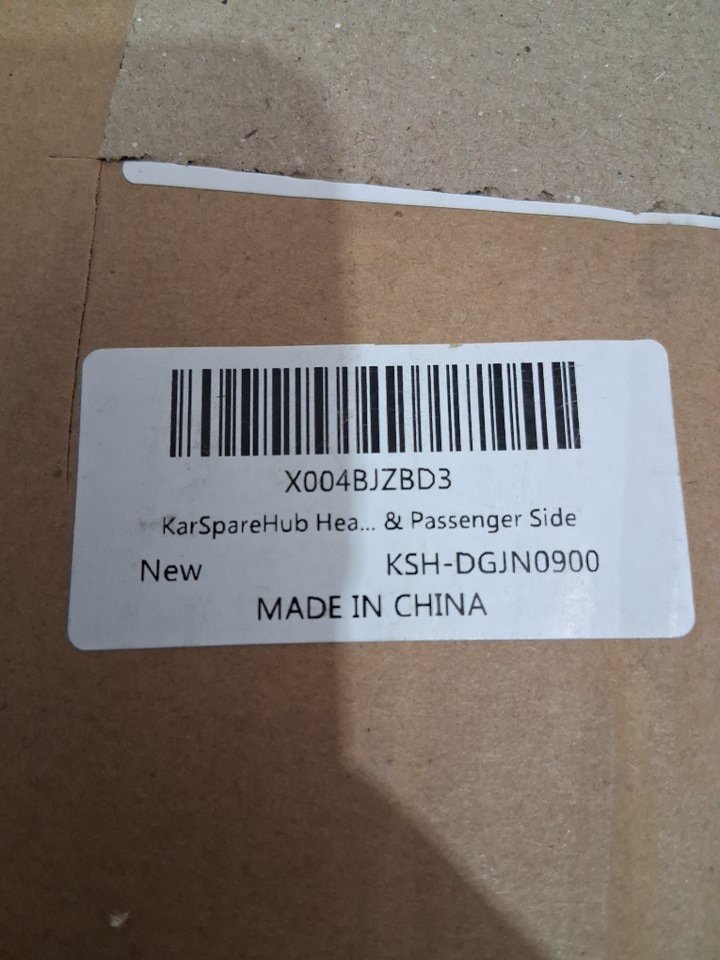 X004BJZBD3
KarSpareHub Hea... & Passenger Side
New KSH-DGJN0900
MADE IN CHINA